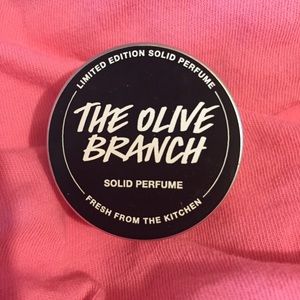 LIMITED EDITION SOLID PERFUME
THE OLIVE
BRANCH
SOLID PERFUME
FRESH FROM THE KITCHEN